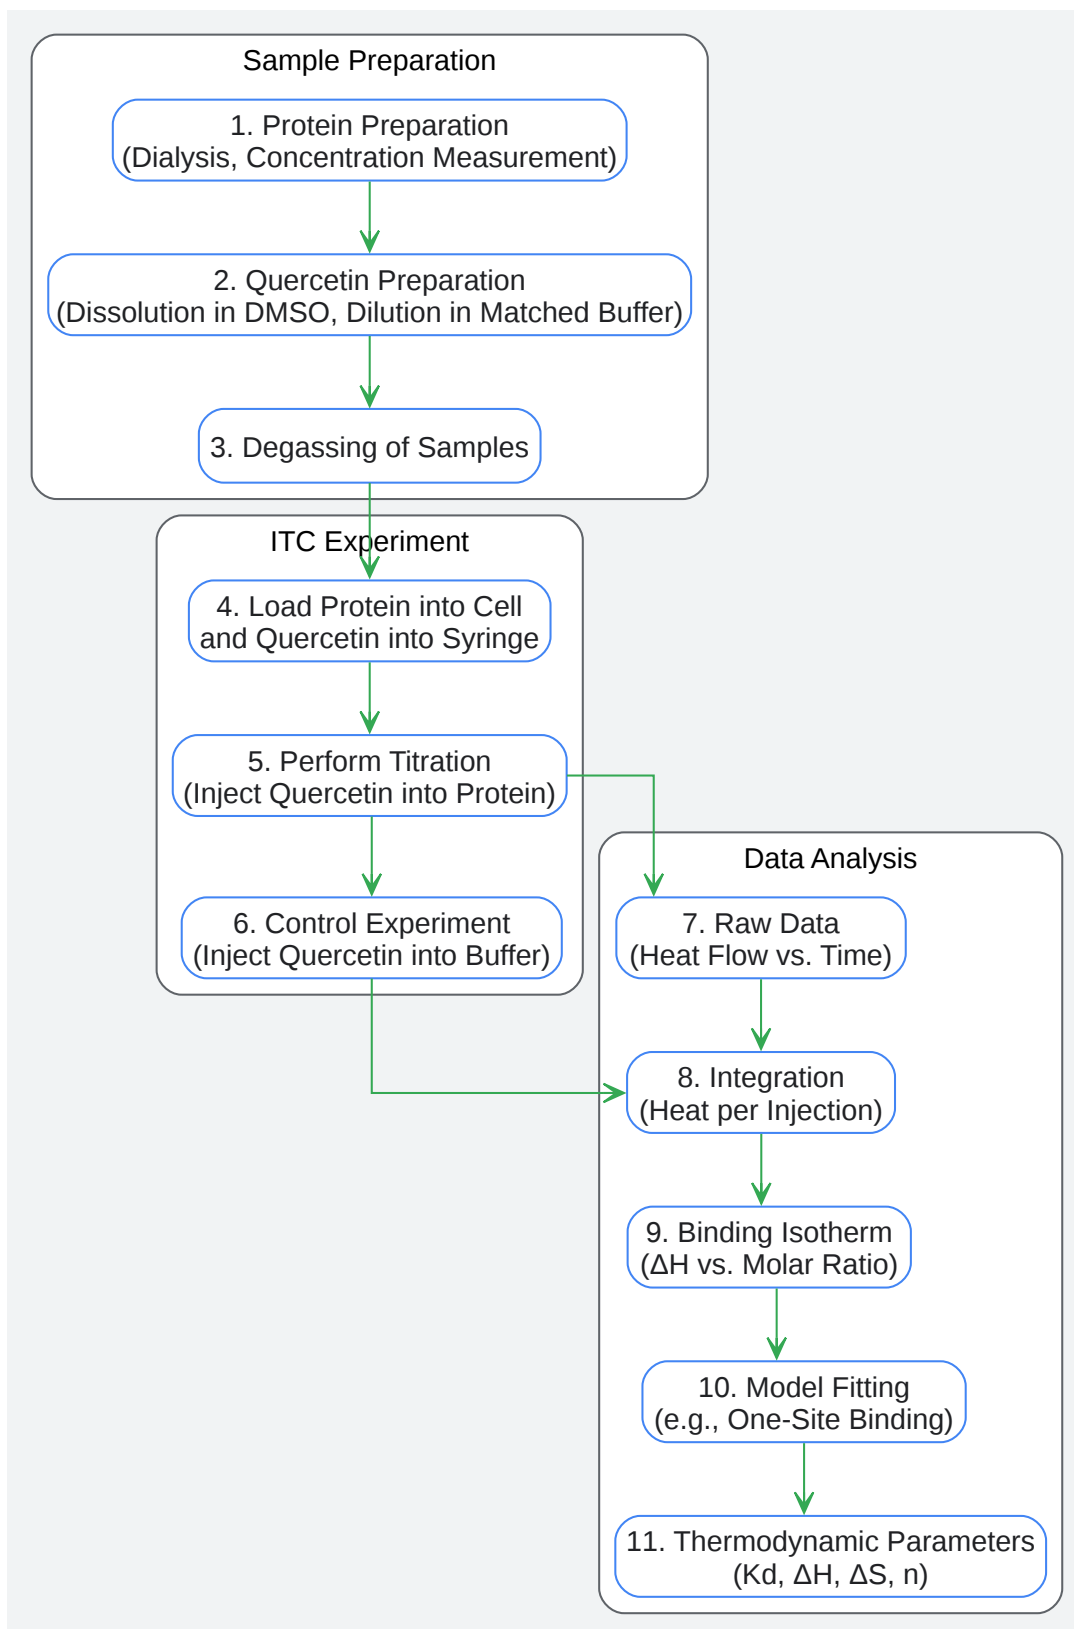 Sample Preparation
1. Protein Preparation
(Dialysis, Concentration Measurement)
2. Quercetin Preparation
(Dissolution in DMSO, Dilution in Matched Buffer)
3. Degassing of Samples
ITC Experiment
4. Load Protein into Cell
and Quercetin into Syringe
5. Perform Titration
(Inject Quercetin into Protein)
6. Control Experiment
(Inject Quercetin into Buffer)
Data Analysis
7. Raw Data
(Heat Flow vs. Time)
8. Integration
(Heat per Injection)
9. Binding Isotherm
(ΔH vs. Molar Ratio)
10. Model Fitting
(e.g., One-Site Binding)
11. Thermodynamic Parameters
(Kd, ΔH, ΔS, n)